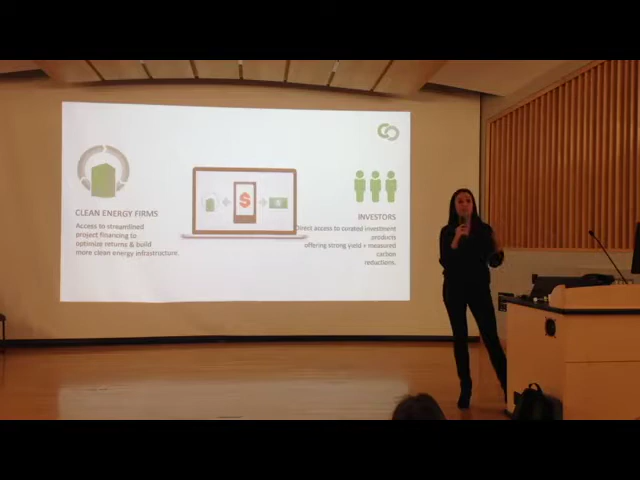 CLEAN ENERGY FIRMS
Access to streamlined
project financing to
optimize returns & build
more clean energy infrastructure.
$
INVESTORS
Direct access to curated investment
products
offering strong yield + measured
carbon
reductions.